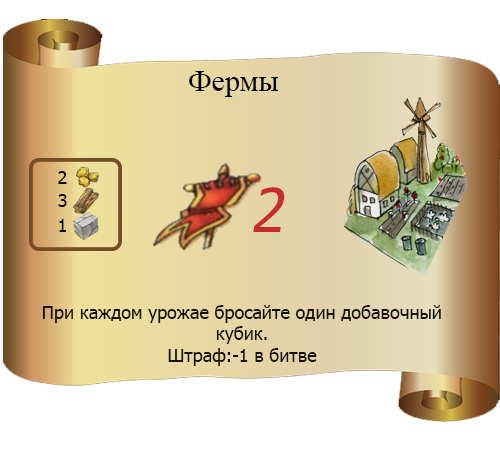 Фермы
2
3
1
2
При каждом урожае бросайте один добавочный
кубик.
Штраф:-1 в битве